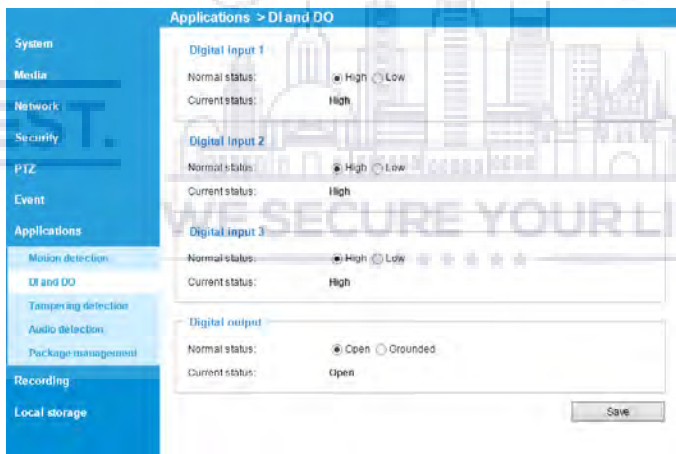 Applications > DI and DO
System
Media
Network
Security
PTZ
Event
Applications
Motion detection
DI and DO
Tampering detection
Audio detection
Package management
Recording
Local storage
Digital input 1
Normal status: High Low
Current status: High
Digital input 2
Normal status: High Low
Current status: High
Digital input 3
Normal status: High Low
Current status: High
Digital output
Normal status: Open Grounded
Current status: Open
Save
EST.
WE SECURE YOUR LI